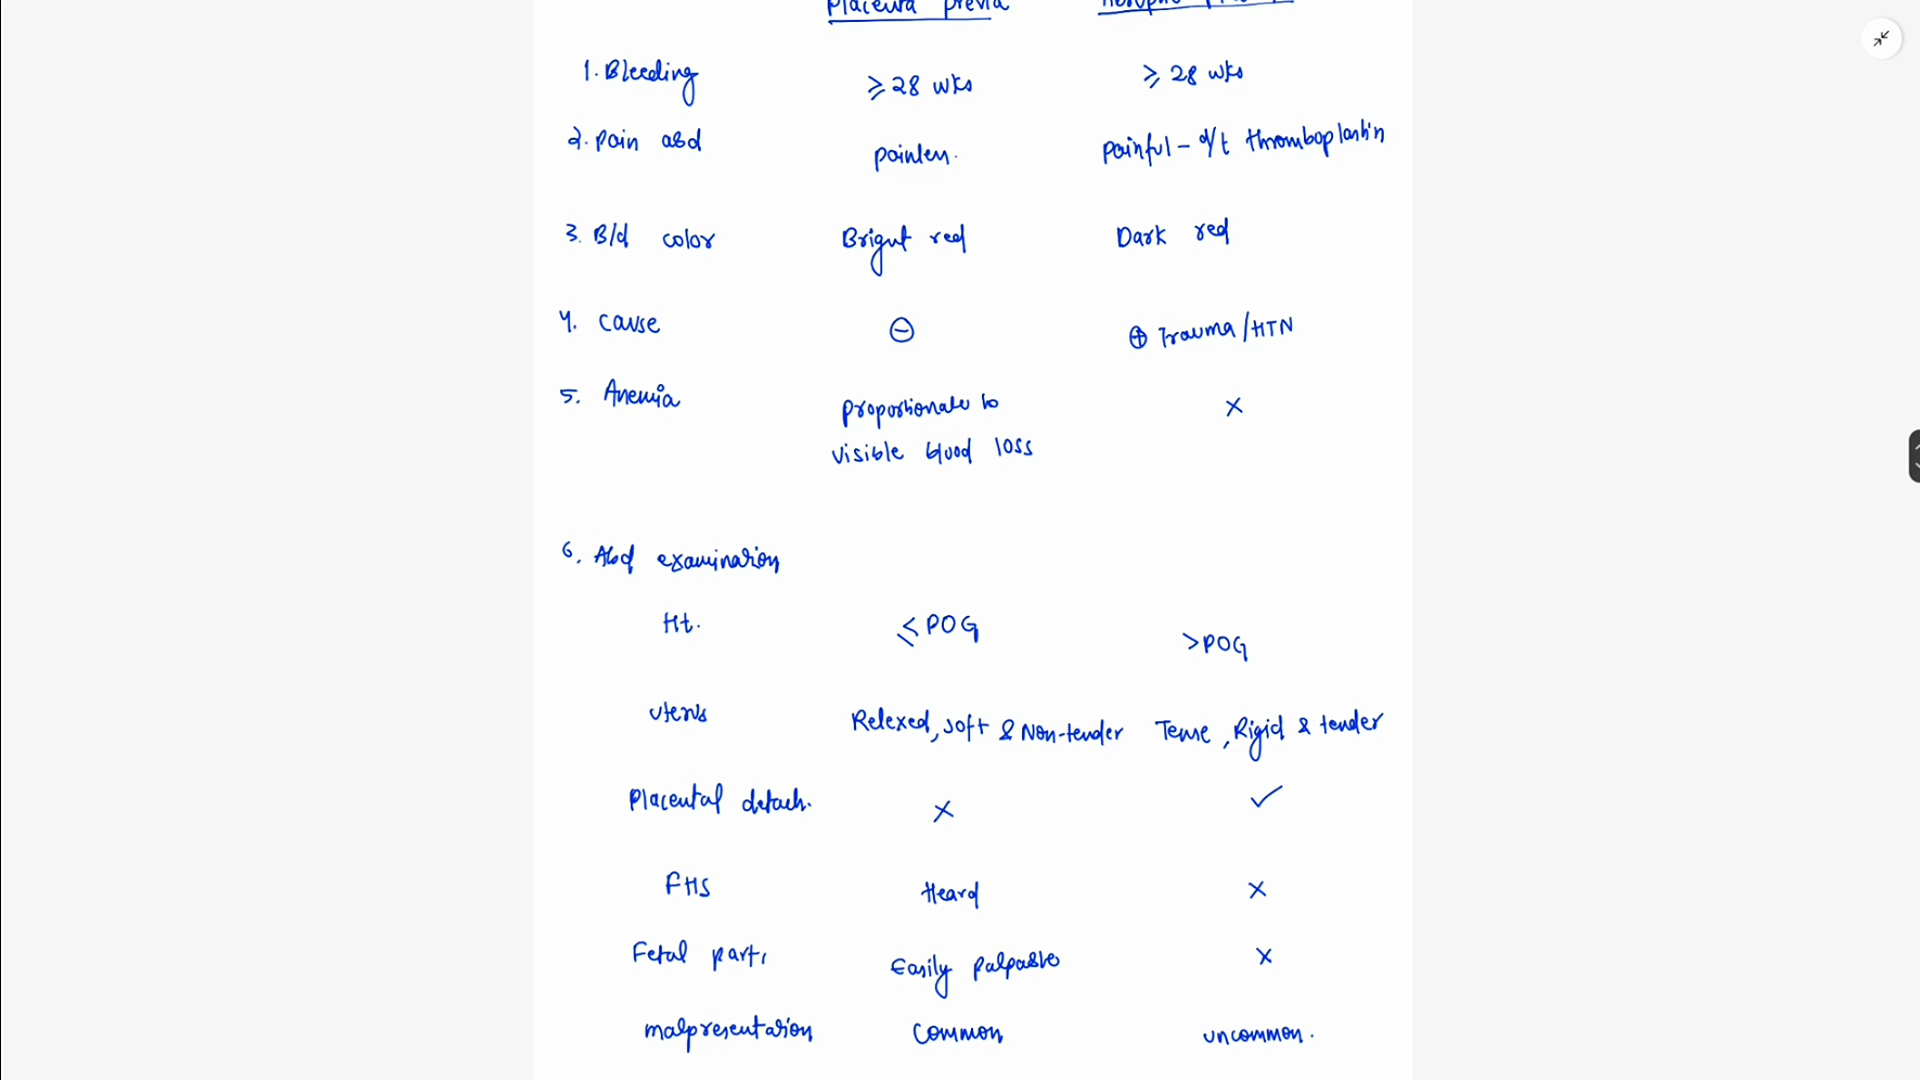 Placenta previa
1. Bleeding ≥28 wks ≥ 28 wks
2. Pain abd painless. painful - d/t thromboplastin
3. B/d color Brigut red Dark red
4. Cause ⊖ ⊕ Trauma/HTN
5. Anemia proportionate to X
visible blood loss
6. Abd examination
Ht. ≤ POG >POG
Uterus Relexed, soft & Non-tender Tense, Rigid & tender
Placental detach. X ✓
FHS Heard X
Fetal parts Easily palpable X
malpresentation Common uncommon.